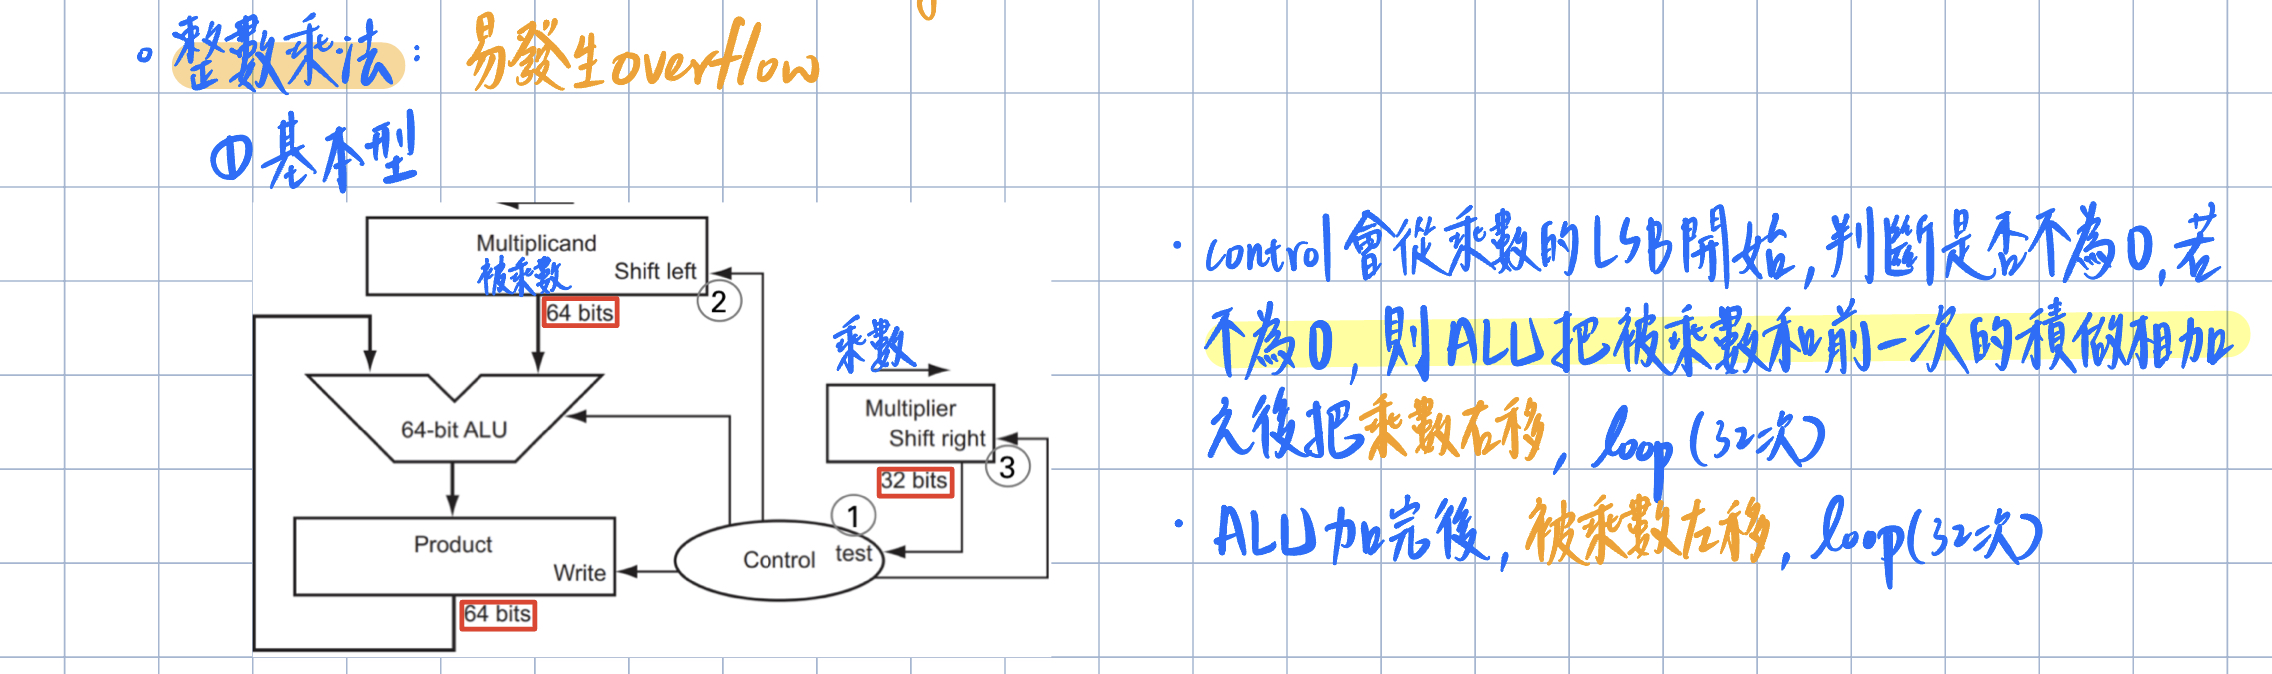 整數乘法: 易發生overflow
①基本型
Multiplicand
被乘數
Shift left
②
64 bits
乘數
Multiplier
Shift right
③
32 bits
64-bit ALU
①
Control test
Product
Write
64 bits
· control會從乘數的LSB開始,判斷是否不為0,若
不為0,則ALU把被乘數和前一次的積做相加
之後把乘數右移, loop(32次)
· ALU加完後,被乘數左移, loop(32次)